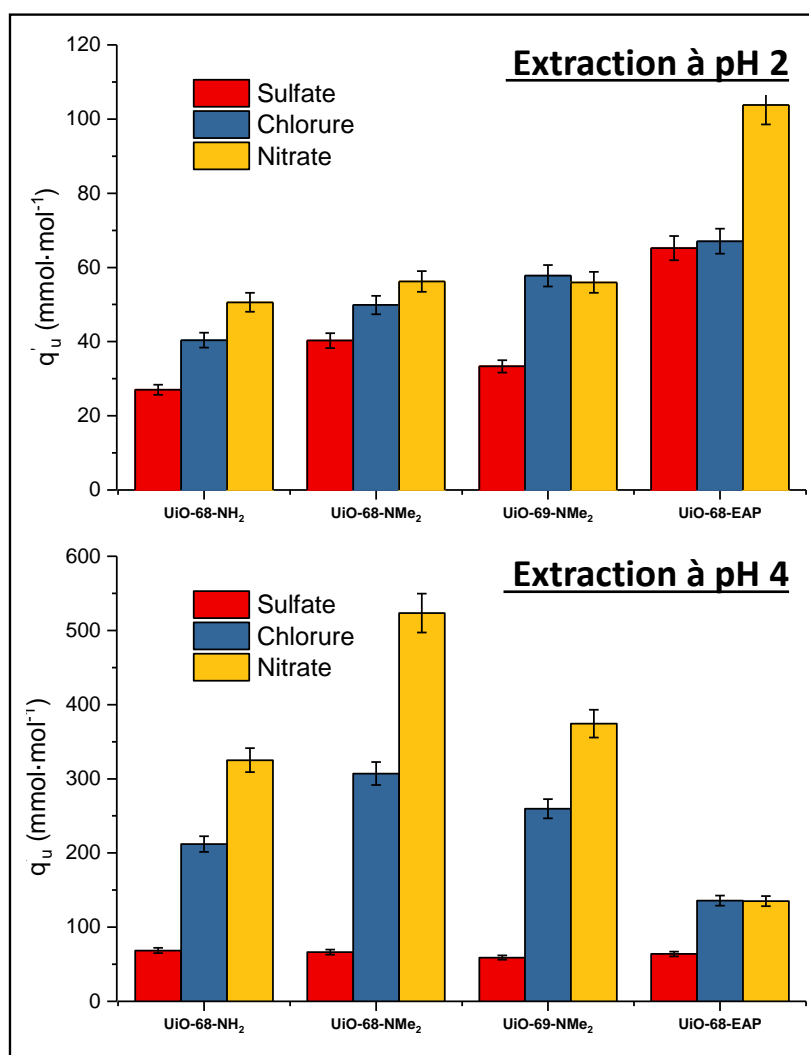 Extraction à pH 2
Sulfate
Chlorure
Nitrate
q'u (mmol·mol⁻¹)
120
100
80
60
40
20
0
UiO-68-NH₂ UiO-68-NMe₂ UiO-69-NMe₂ UiO-68-EAP
Extraction à pH 4
Sulfate
Chlorure
Nitrate
q'u (mmol·mol⁻¹)
600
500
400
300
200
100
0
UiO-68-NH₂ UiO-68-NMe₂ UiO-69-NMe₂ UiO-68-EAP